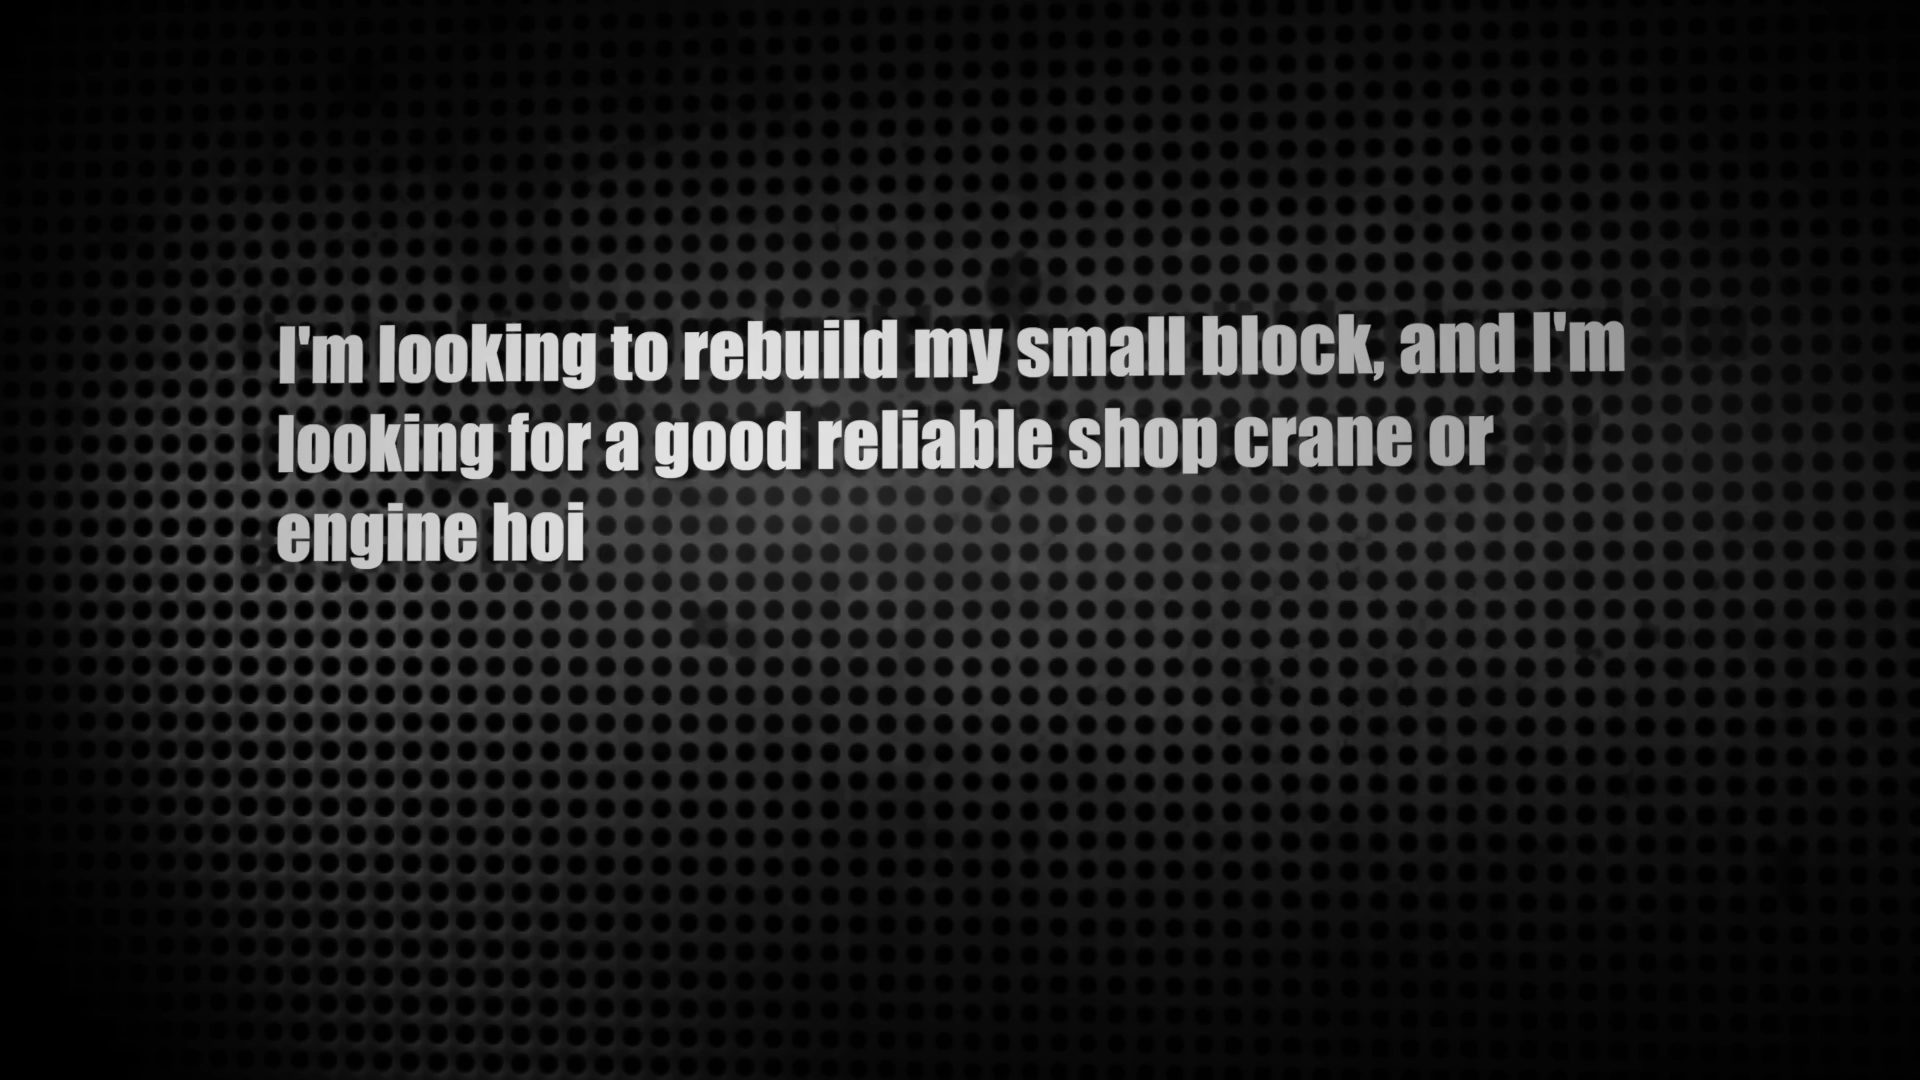 I'm looking to rebuild my small block, and I'm
looking for a good reliable shop crane or
engine hoi